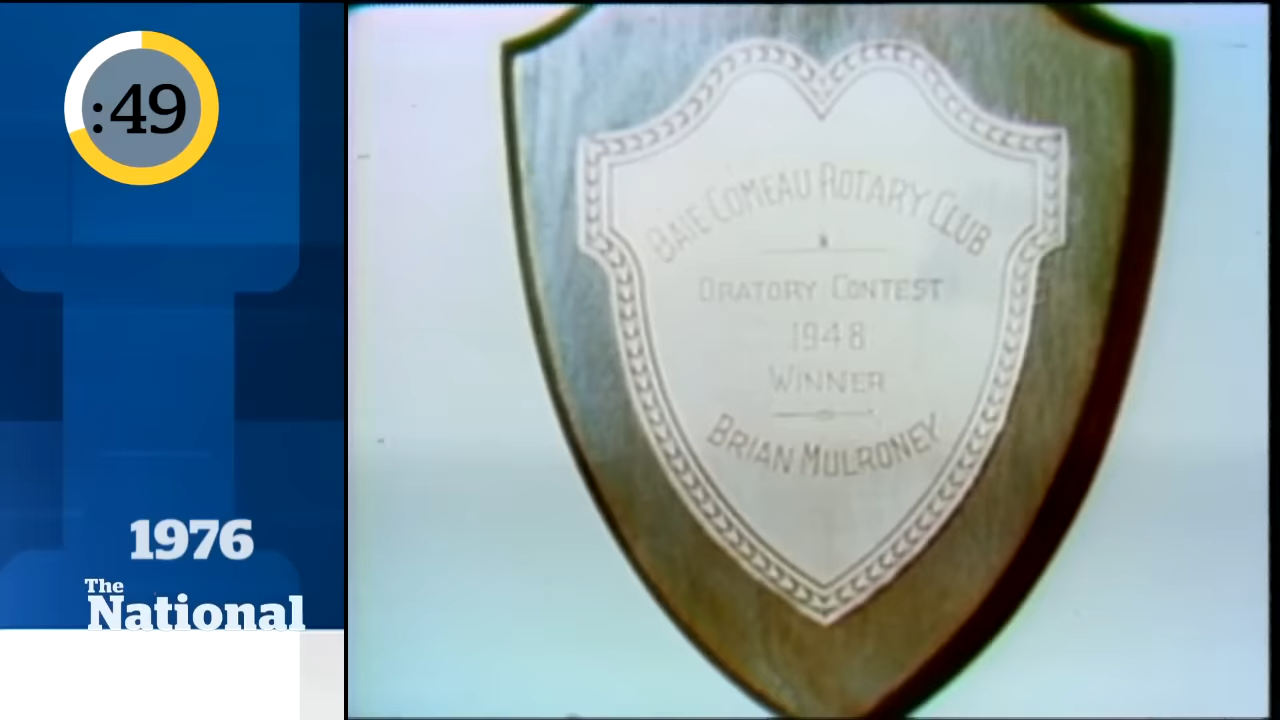 :49
1976
The
National
BAIE COMEAU ROTARY CLUB
ORATORY CONTEST
1948
WINNER
BRIAN MULRONEY